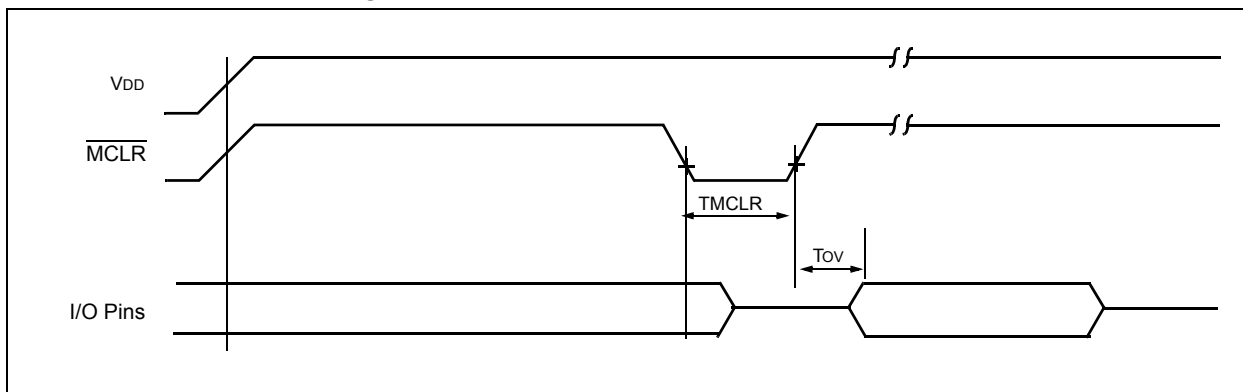 VDD
MCLR
TMCLR
TOV
I/O Pins